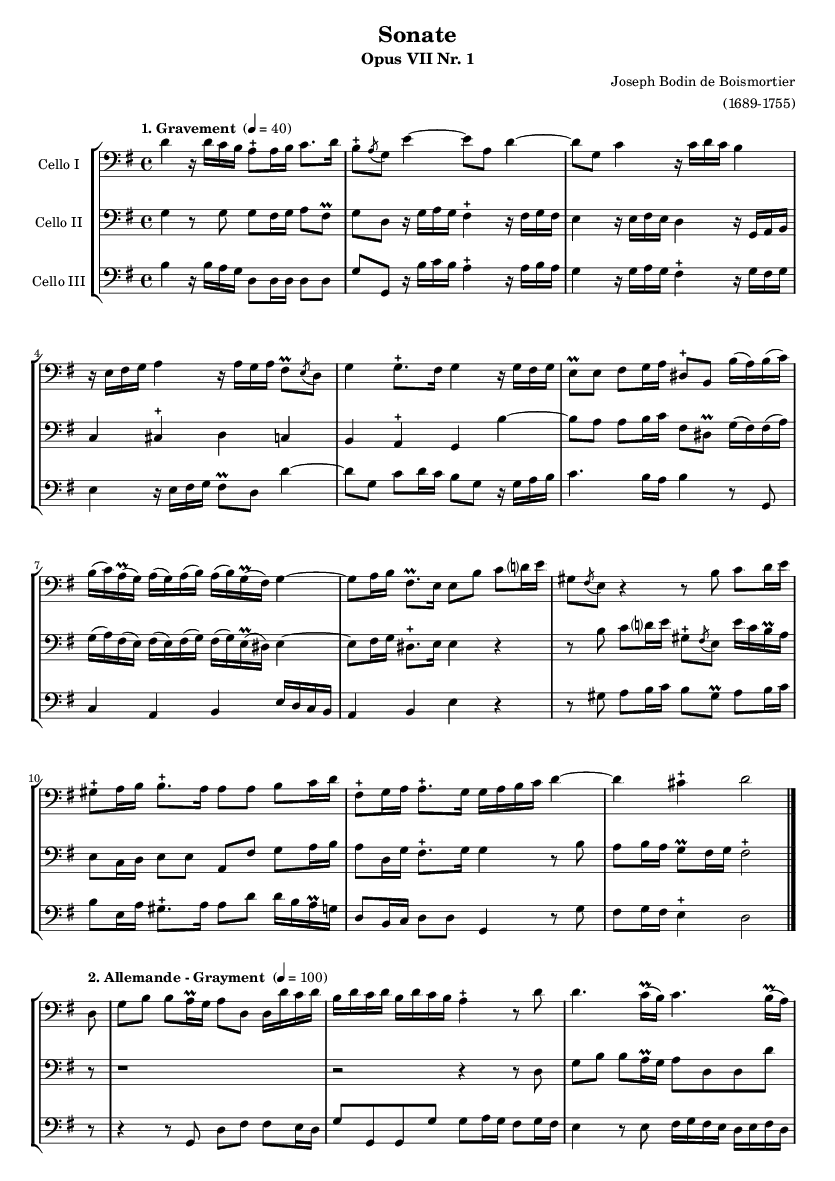 Sonate
Opus VII Nr. 1
Joseph Bodin de Boismortier
(1689-1755)
1. Gravement (♩ = 40)
Cello I
Cello II
Cello III
4
7
10
2. Allemande - Grayment (♩ = 100)